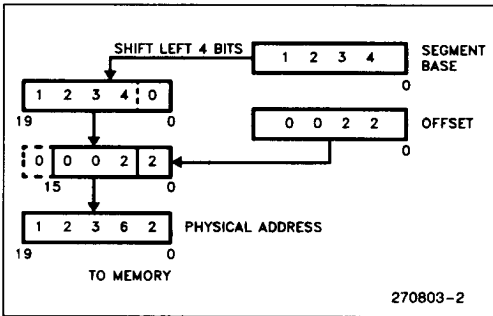 SHIFT LEFT 4 BITS
1 2 3 4
SEGMENT
BASE
0
1 2 3 4 0
19 0
0 0 2 2
OFFSET
0
0 0 0 2 2
15 0
1 2 3 6 2
PHYSICAL ADDRESS
19 0
TO MEMORY
270803-2